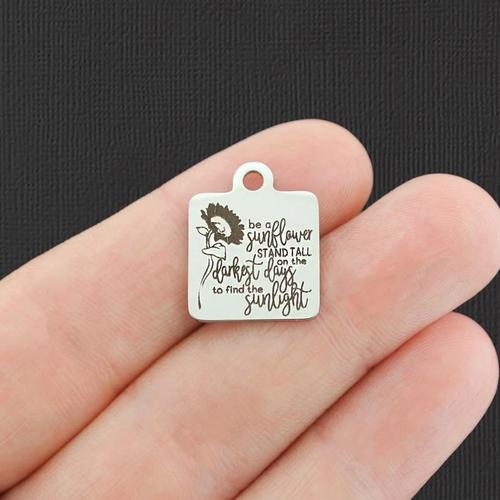 be a
sunflower
STAND TALL
on the
darkest days
to find the
sunlight